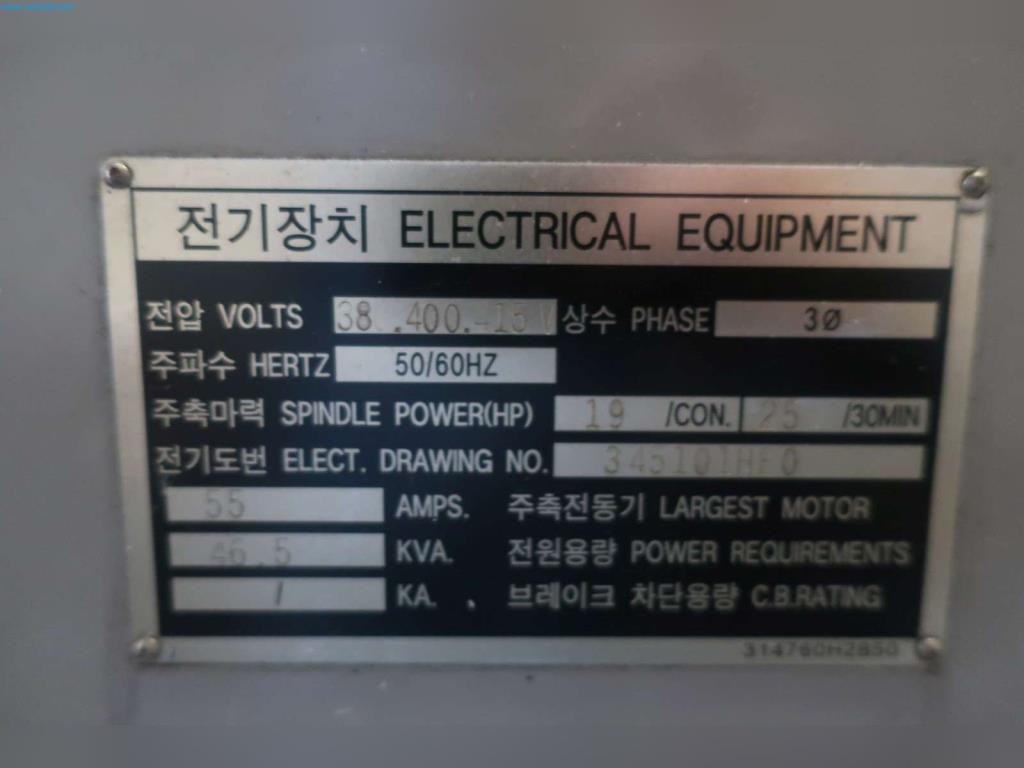 전기장치 ELECTRICAL EQUIPMENT
전압 VOLTS 상수 PHASE 3Ø
주파수 HERTZ 50/60HZ
주축마력 SPINDLE POWER(HP) 19 /CON. 25 /30MIN
전기도번 ELECT. DRAWING NO.
55 AMPS. 주축전동기 LARGEST MOTOR
46.5 KVA. 전원용량 POWER REQUIREMENTS
/ KA. 브레이크 차단용량 C.B.RATING
314760H2850